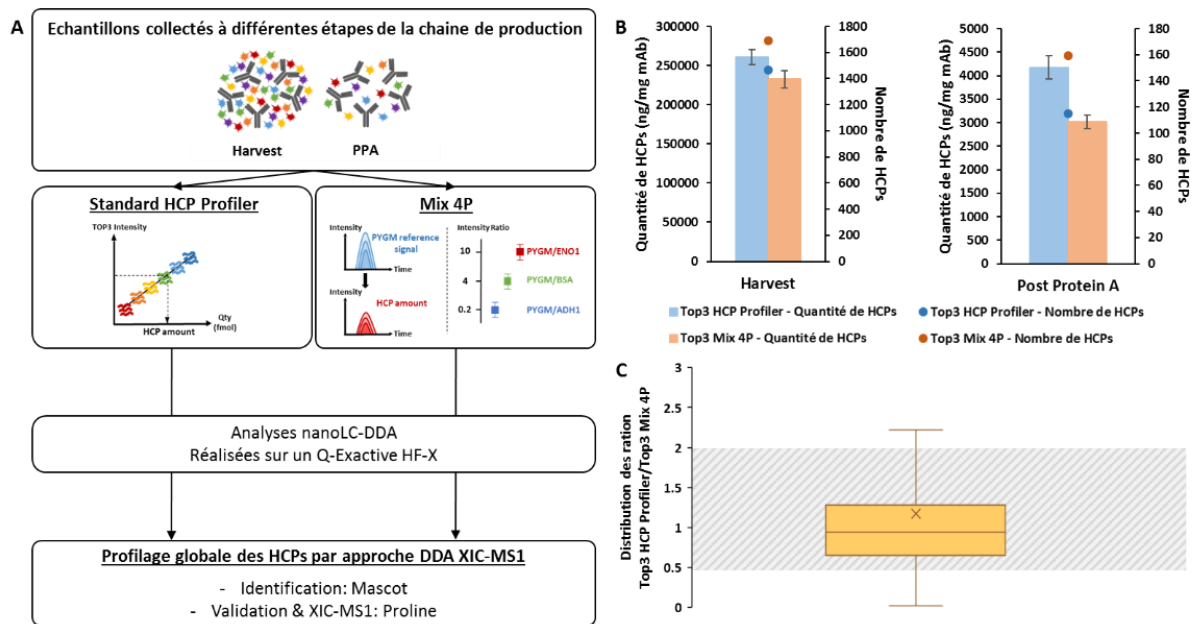 A
Echantillons collectés à différentes étapes de la chaine de production
Harvest
PPA
Standard HCP Profiler
TOP3 Intensity
Qty
(fmol)
HCP amount
Mix 4P
Intensity
PYGM reference
signal
Time
Intensity
HCP amount
Time
Intensity Ratio
10
4
0.2
PYGM/ENO1
PYGM/BSA
PYGM/ADH1
Analyses nanoLC-DDA
Réalisées sur un Q-Exactive HF-X
Profilage globale des HCPs par approche DDA XIC-MS1
- Identification: Mascot
- Validation & XIC-MS1: Proline
B
Quantité de HCPs (ng/mg mAb)
300000
250000
200000
150000
100000
50000
0
1800
1600
1400
1200
1000
800
600
400
200
0
Nombre de HCPs
Harvest
Quantité de HCPs (ng/mg mAb)
5000
4500
4000
3500
3000
2500
2000
1500
1000
500
0
180
160
140
120
100
80
60
40
20
0
Nombre de HCPs
Post Protein A
Top3 HCP Profiler - Quantité de HCPs
Top3 HCP Profiler - Nombre de HCPs
Top3 Mix 4P - Quantité de HCPs
Top3 Mix 4P - Nombre de HCPs
C
Distribution des ration
Top3 HCP Profiler/Top3 Mix 4P
3
2.5
2
1.5
1
0.5
0